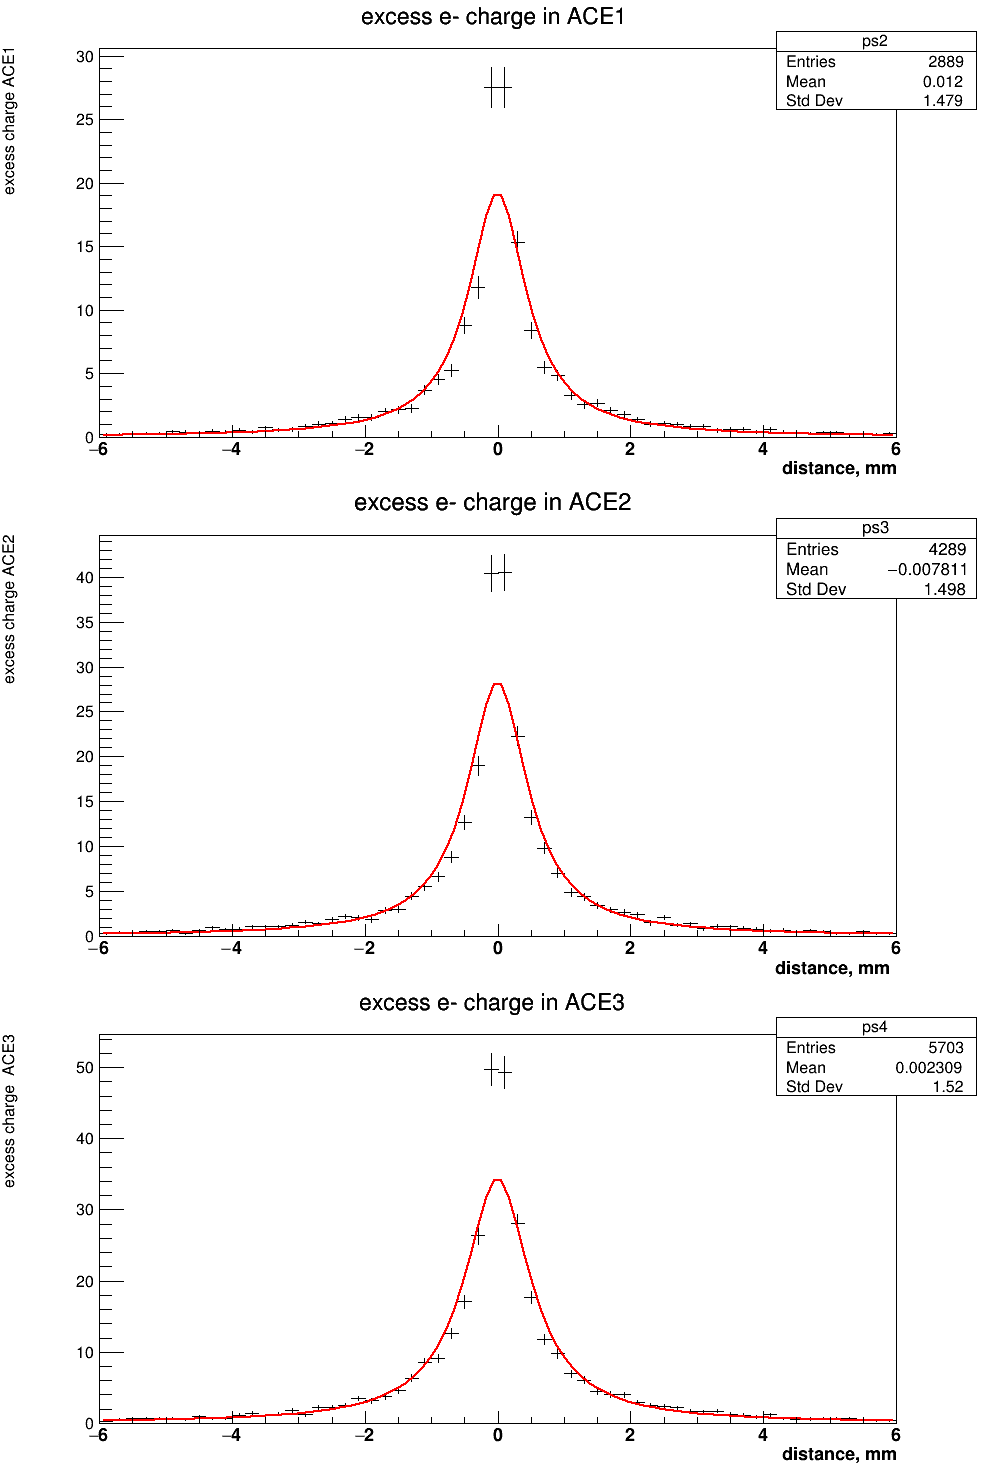 excess e- charge in ACE1
excess charge ACE1
ps2
Entries 2889
Mean 0.012
Std Dev 1.479
30
25
20
15
10
5
0
−6 −4 −2 0 2 4 6
distance, mm
excess e- charge in ACE2
excess charge ACE2
ps3
Entries 4289
Mean −0.007811
Std Dev 1.498
40
35
30
25
20
15
10
5
0
−6 −4 −2 0 2 4 6
distance, mm
excess e- charge in ACE3
excess charge ACE3
ps4
Entries 5703
Mean 0.002309
Std Dev 1.52
50
40
30
20
10
0
−6 −4 −2 0 2 4 6
distance, mm